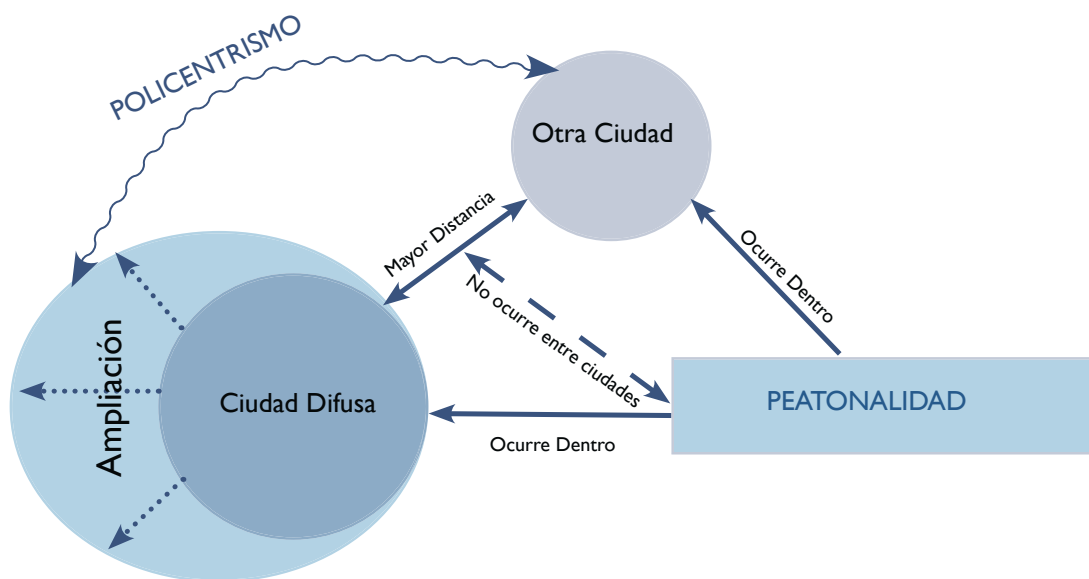 POLICENTRISMO
Otra Ciudad
Mayor Distancia
Ocurre Dentro
No ocurre entre ciudades
Ampliación
Ciudad Difusa
PEATONALIDAD
Ocurre Dentro